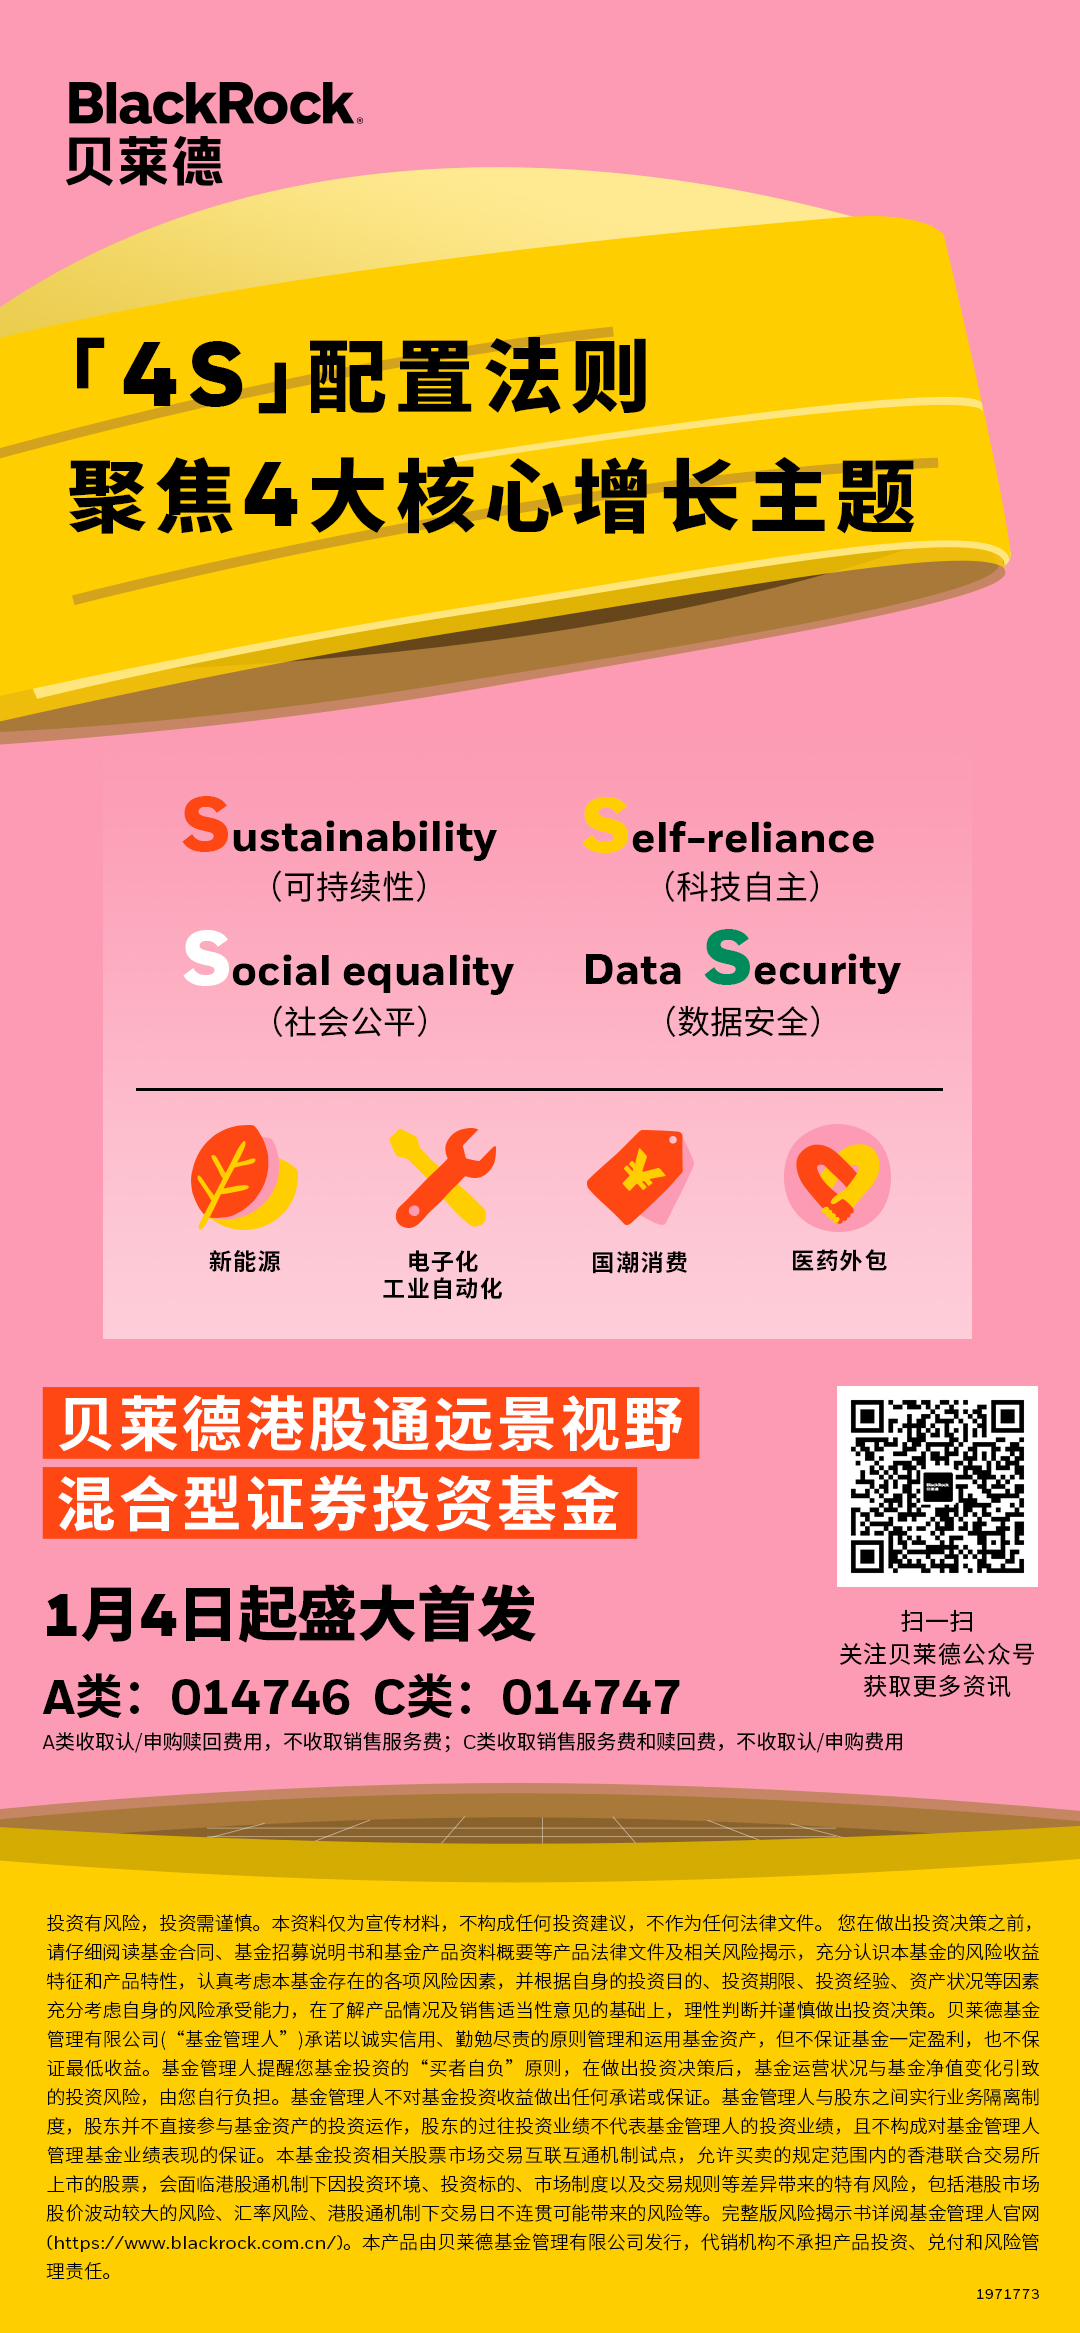 BlackRock®
贝莱德
「4S」配置法则
聚焦4大核心增长主题
Sustainability
（可持续性）
Self-reliance
（科技自主）
Social equality
（社会公平）
Data Security
（数据安全）
新能源
电子化
工业自动化
国潮消费
医药外包
贝莱德港股通远景视野
混合型证券投资基金
BlackRock
贝莱德
1月4日起盛大首发
扫一扫
关注贝莱德公众号
获取更多资讯
A类：014746 C类：014747
A类收取认/申购赎回费用，不收取销售服务费；C类收取销售服务费和赎回费，不收取认/申购费用
投资有风险，投资需谨慎。本资料仅为宣传材料，不构成任何投资建议，不作为任何法律文件。 您在做出投资决策之前，
请仔细阅读基金合同、基金招募说明书和基金产品资料概要等产品法律文件及相关风险揭示，充分认识本基金的风险收益
特征和产品特性，认真考虑本基金存在的各项风险因素，并根据自身的投资目的、投资期限、投资经验、资产状况等因素
充分考虑自身的风险承受能力，在了解产品情况及销售适当性意见的基础上，理性判断并谨慎做出投资决策。贝莱德基金
管理有限公司(“基金管理人”)承诺以诚实信用、勤勉尽责的原则管理和运用基金资产，但不保证基金一定盈利，也不保
证最低收益。基金管理人提醒您基金投资的“买者自负”原则，在做出投资决策后，基金运营状况与基金净值变化引致
的投资风险，由您自行负担。基金管理人不对基金投资收益做出任何承诺或保证。基金管理人与股东之间实行业务隔离制
度，股东并不直接参与基金资产的投资运作，股东的过往投资业绩不代表基金管理人的投资业绩，且不构成对基金管理人
管理基金业绩表现的保证。本基金投资相关股票市场交易互联互通机制试点，允许买卖的规定范围内的香港联合交易所
上市的股票，会面临港股通机制下因投资环境、投资标的、市场制度以及交易规则等差异带来的特有风险，包括港股市场
股价波动较大的风险、汇率风险、港股通机制下交易日不连贯可能带来的风险等。完整版风险揭示书详阅基金管理人官网
(https://www.blackrock.com.cn/)。本产品由贝莱德基金管理有限公司发行，代销机构不承担产品投资、兑付和风险管
理责任。
1971773